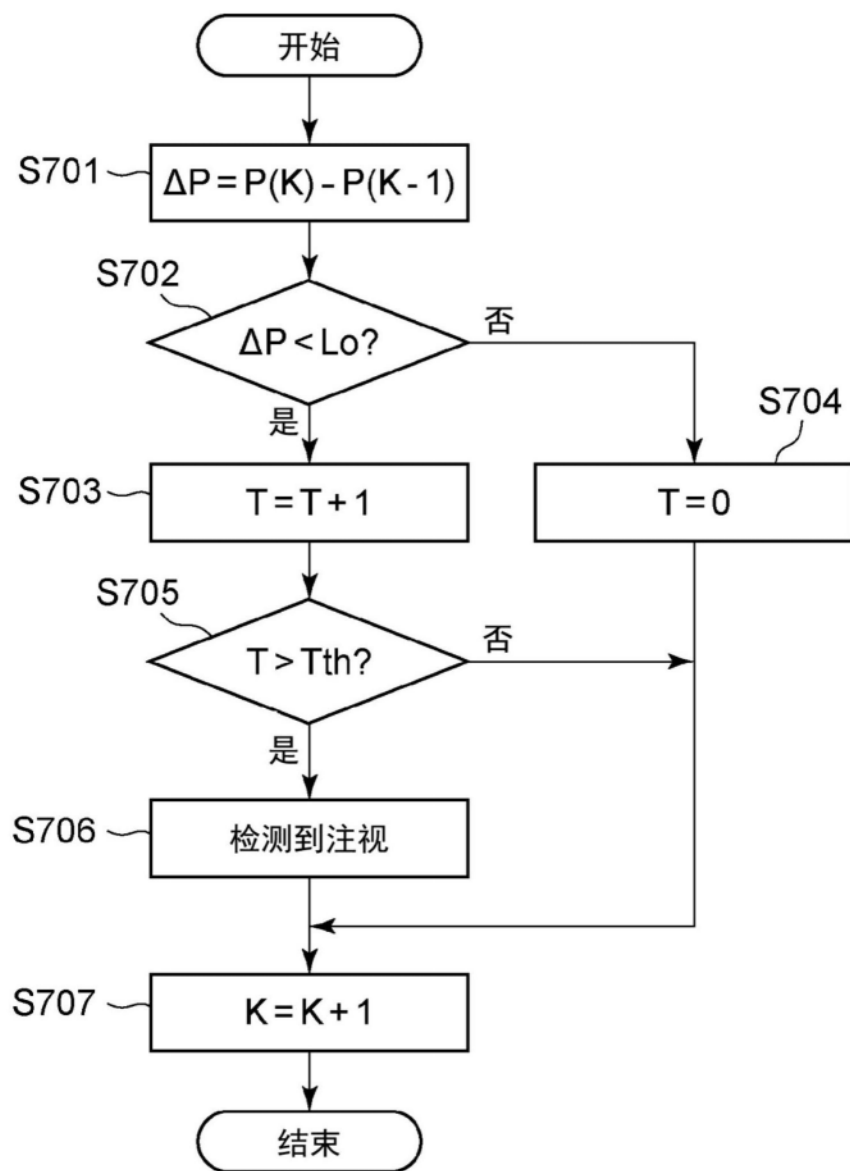 开始
S701
ΔP = P(K) - P(K - 1)
S702
ΔP < Lo?
否
是
S704
S703
T = T + 1
T = 0
S705
T > Tth?
否
是
S706
检测到注视
S707
K = K + 1
结束